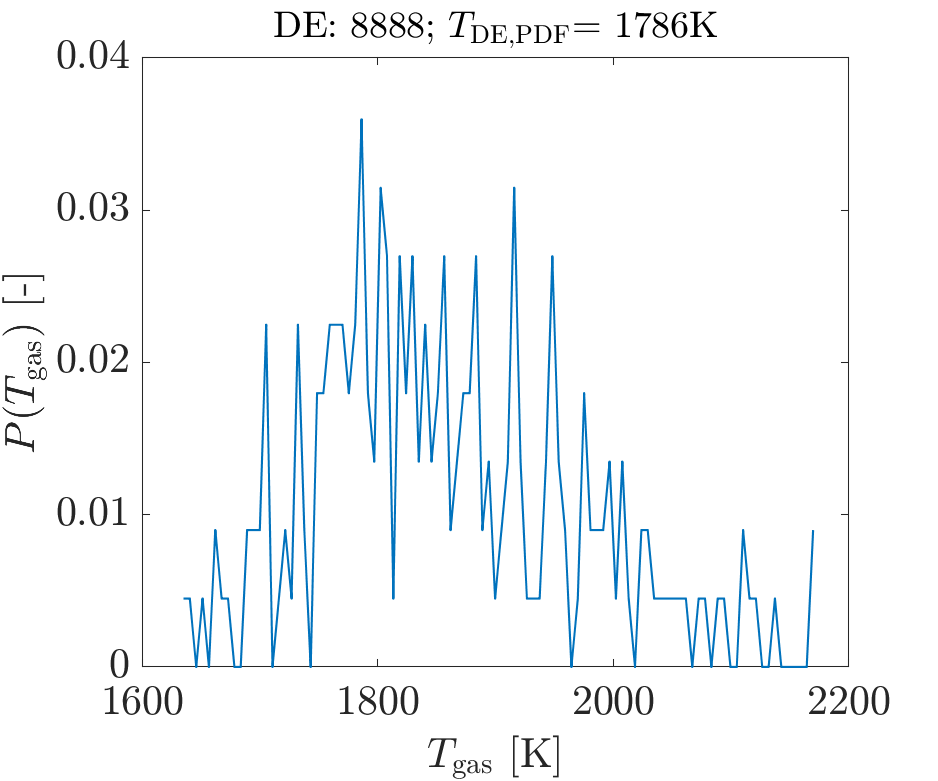 DE: 8888; T_DE,PDF= 1786K
0.04
0.03
0.02
0.01
0
P(T_gas) [-]
1600 1800 2000 2200
T_gas [K]